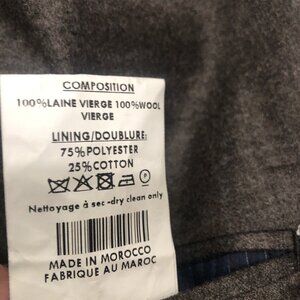 COMPOSITION
100%LAINE VIERGE 100%WOOL
VIERGE
LINING/DOUBLURE:
75%POLYESTER
25%COTTON
Nettoyage à sec -dry clean only
MADE IN MOROCCO
FABRIQUE AU MAROC